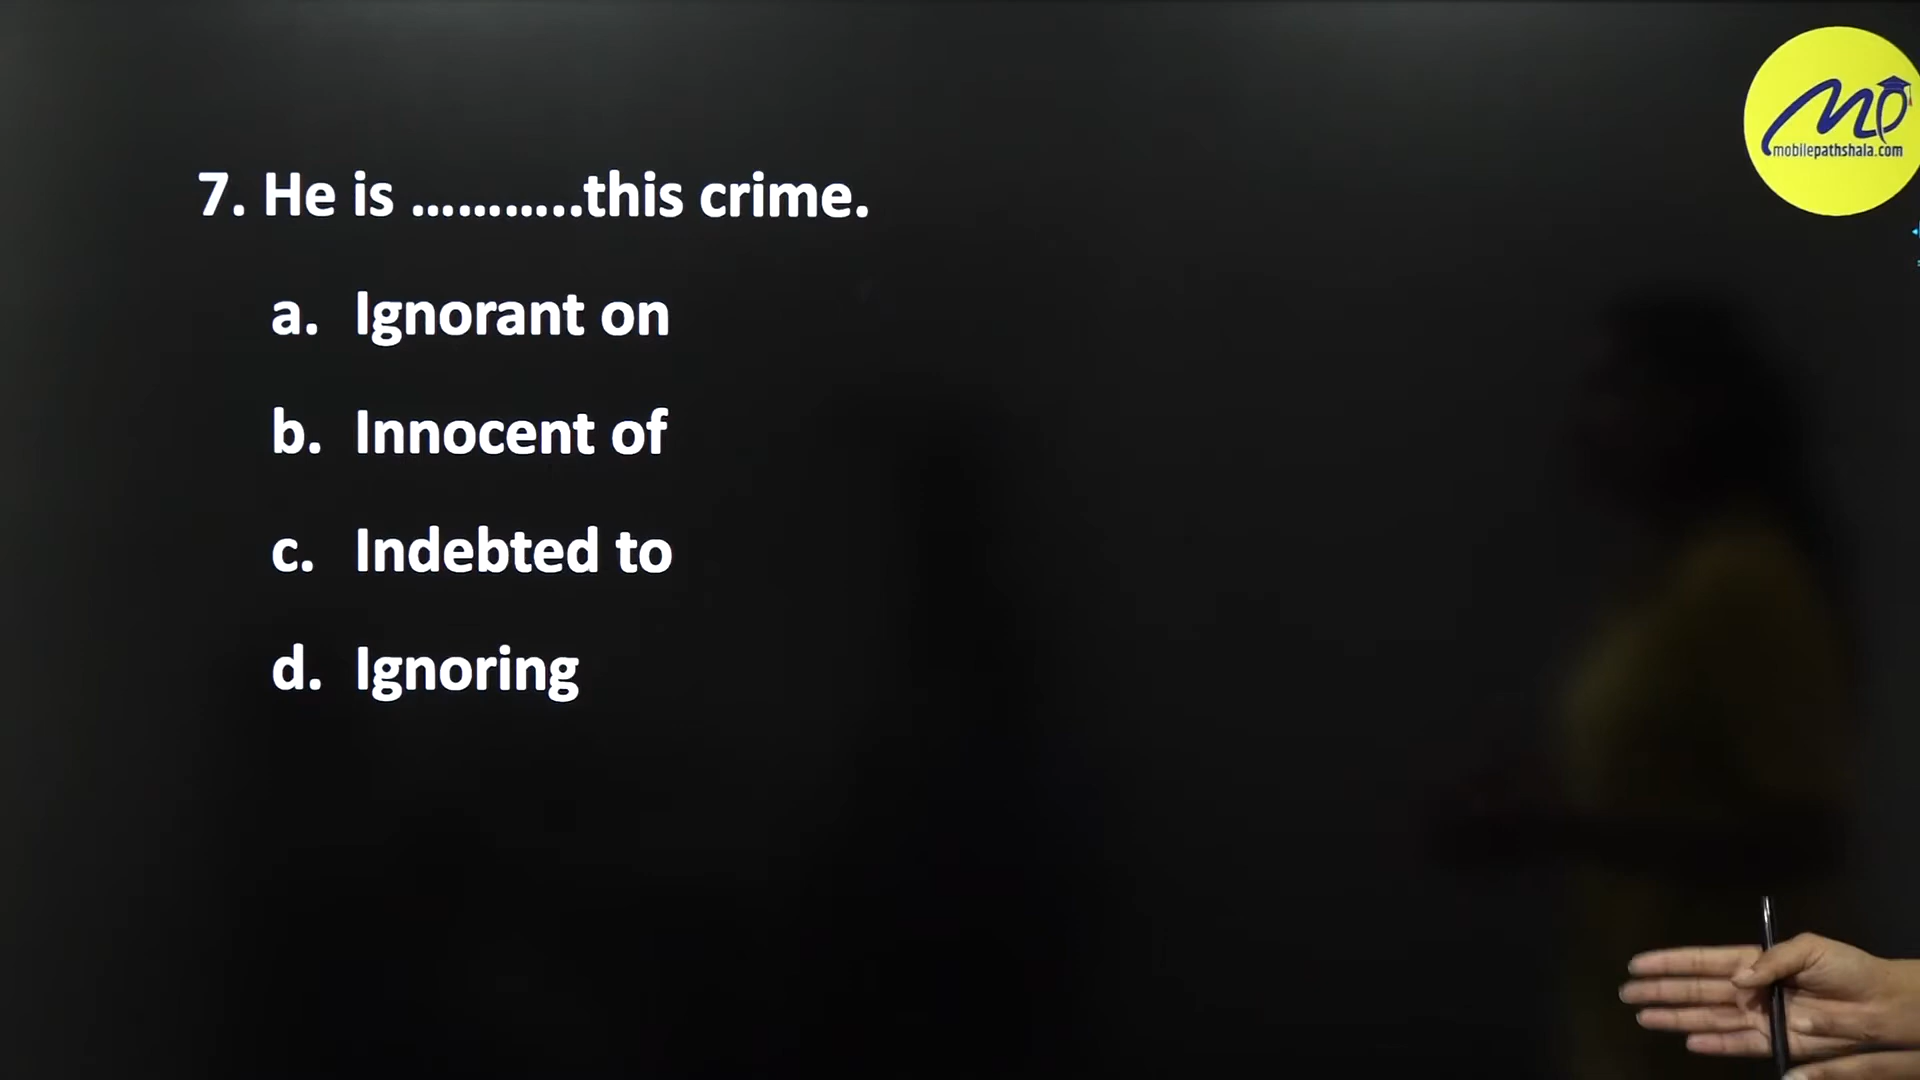 mobilepathshala.com
7. He is ...........this crime.
a. Ignorant on
b. Innocent of
c. Indebted to
d. Ignoring